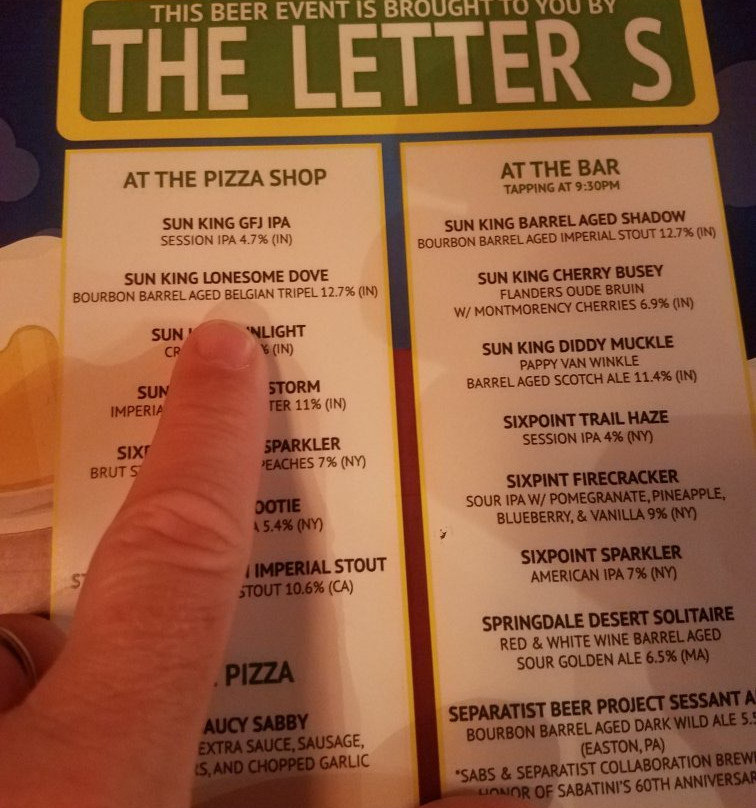 THIS BEER EVENT IS BROUGHT TO YOU BY
THE LETTER S
AT THE PIZZA SHOP
SUN KING GFJ IPA
SESSION IPA 4.7% (IN)
SUN KING LONESOME DOVE
BOURBON BARREL AGED BELGIAN TRIPEL 12.7% (IN)
SUN
(IN)
SUN STORM
11% (IN)
SPARKLER
BRUT PEACHES 7% (NY)
5.4% (NY)
IMPERIAL STOUT
STOUT 10.6% (CA)
PIZZA
SABBY
EXTRA SAUCE, SAUSAGE,
AND CHOPPED GARLIC
AT THE BAR
TAPPING AT 9:30PM
SUN KING BARREL AGED SHADOW
BOURBON BARREL AGED IMPERIAL STOUT 12.7% (IN)
SUN KING CHERRY BUSEY
FLANDERS OUDE BRUIN
W/ MONTMORENCY CHERRIES 6.9% (IN)
SUN KING DIDDY MUCKLE
PAPPY VAN WINKLE
BARREL AGED SCOTCH ALE 11.4% (IN)
SIXPOINT TRAIL HAZE
SESSION IPA 4% (NY)
SIXPINT FIRECRACKER
SOUR IPA W/ POMEGRANATE, PINEAPPLE,
BLUEBERRY, & VANILLA 9% (NY)
SIXPOINT SPARKLER
AMERICAN IPA 7% (NY)
SPRINGDALE DESERT SOLITAIRE
RED & WHITE WINE BARREL AGED
SOUR GOLDEN ALE 6.5% (MA)
SEPARATIST BEER PROJECT SESSANT
BOURBON BARREL AGED DARK WILD ALE
(EASTON, PA)
*SABS & SEPARATIST COLLABORATION
HONOR OF SABATINI'S 60TH